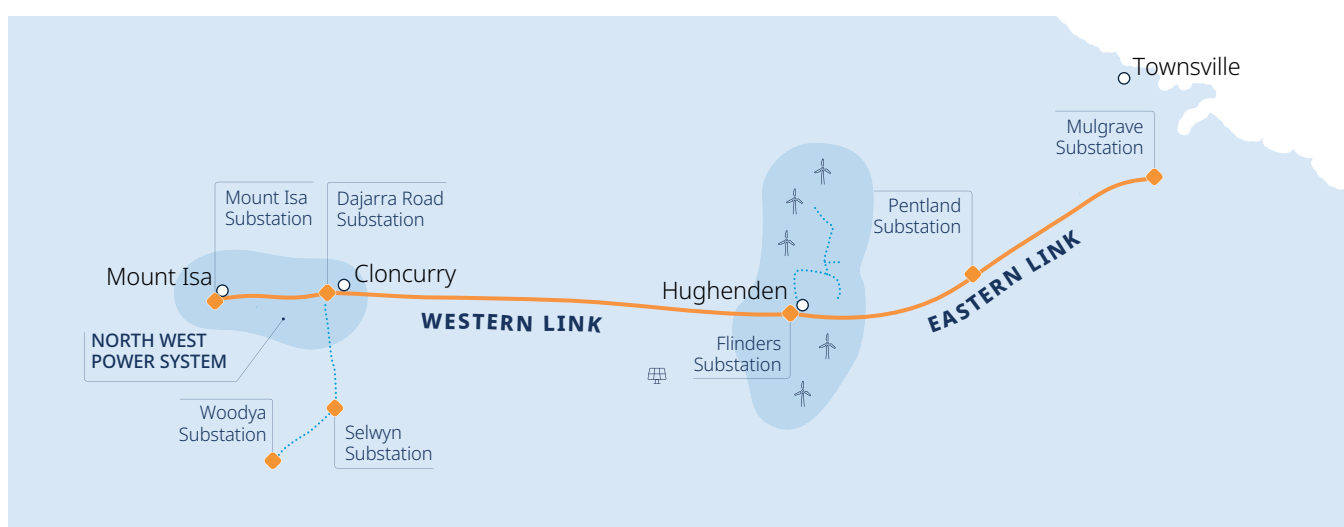 Townsville
Mulgrave
Substation
Mount Isa
Substation
Dajarra Road
Substation
Pentland
Substation
Mount Isa
Cloncurry
Hughenden
WESTERN LINK
EASTERN LINK
NORTH WEST
POWER SYSTEM
Flinders
Substation
Woodya
Substation
Selwyn
Substation